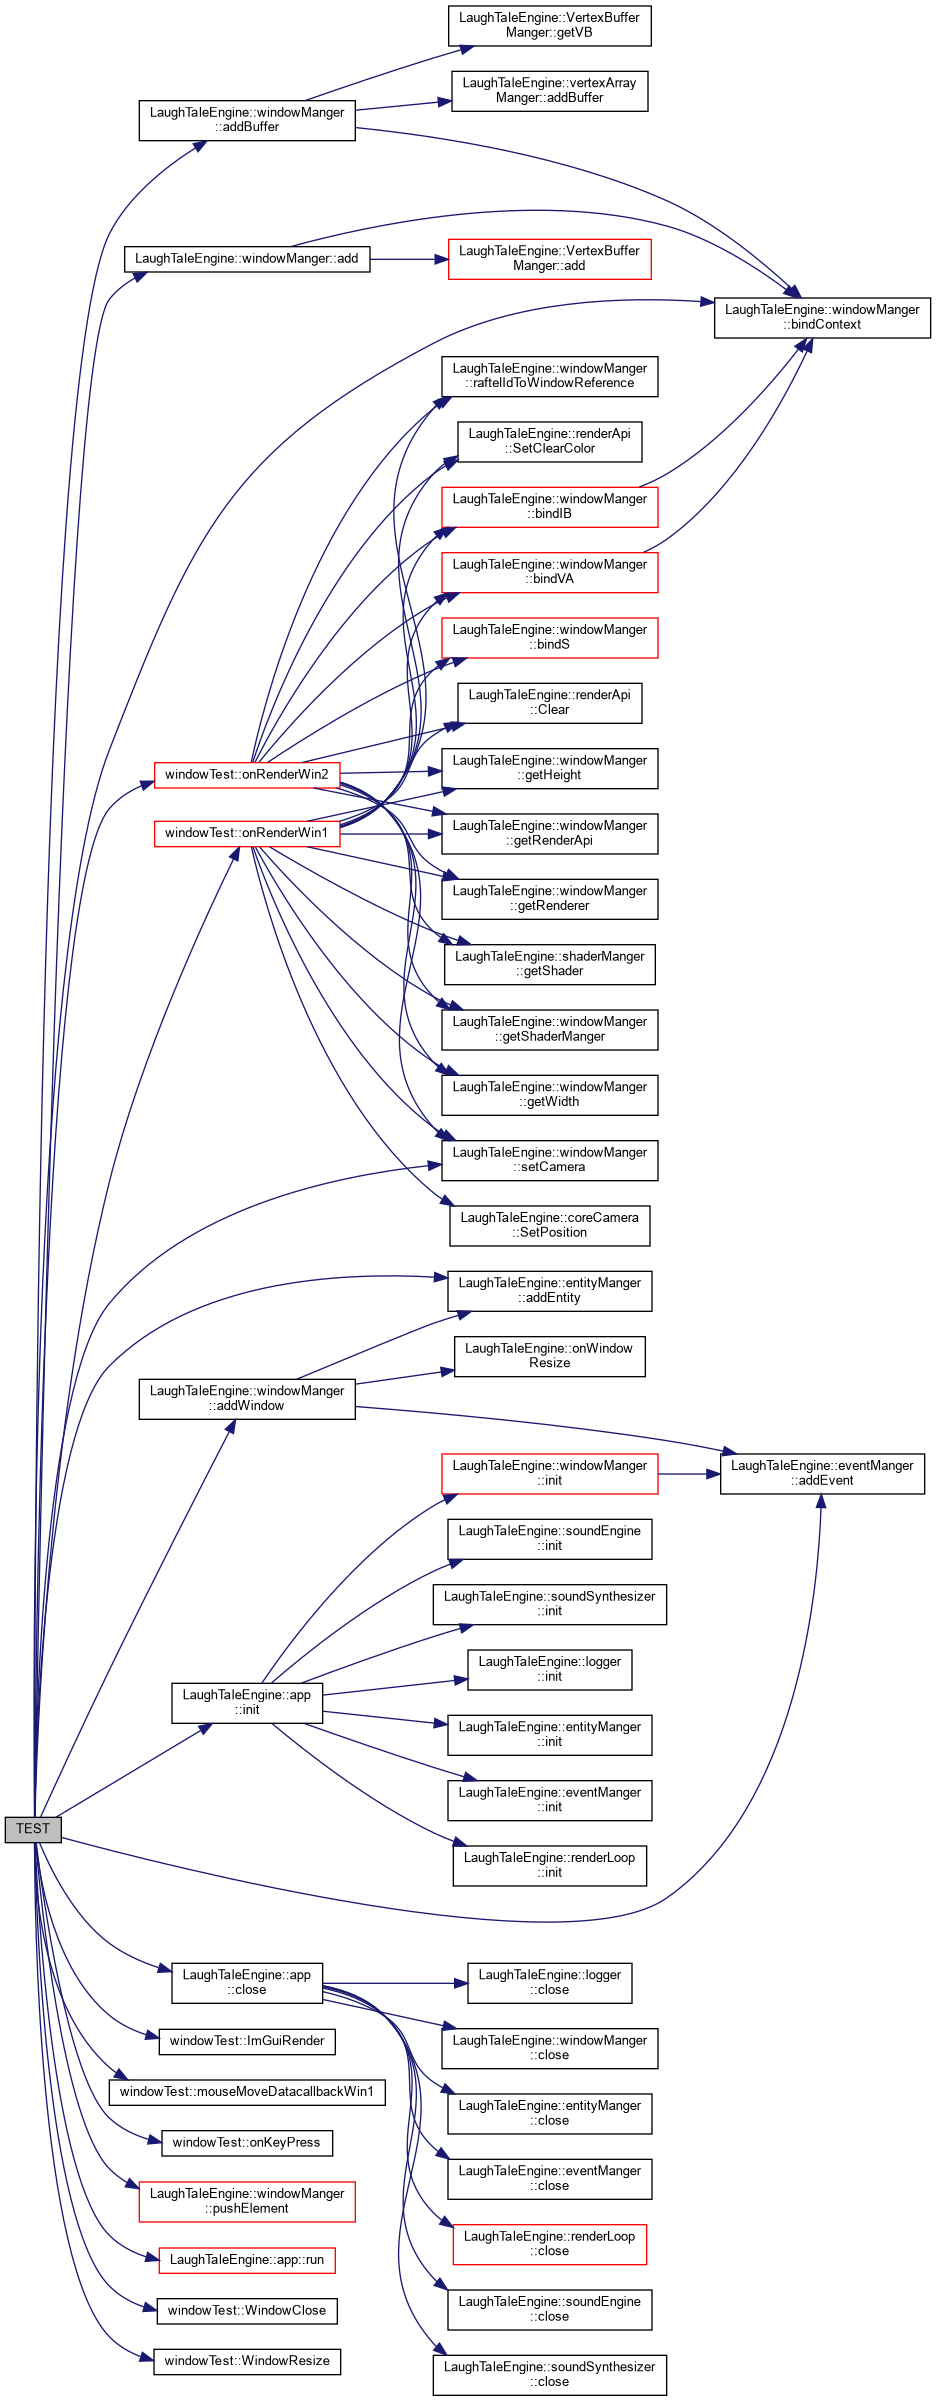 LaughTaleEngine::VertexBuffer
Manger::getVB
LaughTaleEngine::vertexArray
Manger::addBuffer
LaughTaleEngine::windowManger
::addBuffer
LaughTaleEngine::windowManger::add
LaughTaleEngine::VertexBuffer
Manger::add
LaughTaleEngine::windowManger
::bindContext
LaughTaleEngine::windowManger
::raftelIdToWindowReference
LaughTaleEngine::renderApi
::SetClearColor
LaughTaleEngine::windowManger
::bindIB
LaughTaleEngine::windowManger
::bindVA
LaughTaleEngine::windowManger
::bindS
LaughTaleEngine::renderApi
::Clear
windowTest::onRenderWin2
LaughTaleEngine::windowManger
::getHeight
windowTest::onRenderWin1
LaughTaleEngine::windowManger
::getRenderApi
LaughTaleEngine::windowManger
::getRenderer
LaughTaleEngine::shaderManger
::getShader
LaughTaleEngine::windowManger
::getShaderManger
LaughTaleEngine::windowManger
::getWidth
LaughTaleEngine::windowManger
::setCamera
LaughTaleEngine::coreCamera
::SetPosition
LaughTaleEngine::entityManger
::addEntity
LaughTaleEngine::onWindow
Resize
LaughTaleEngine::windowManger
::addWindow
LaughTaleEngine::windowManger
::init
LaughTaleEngine::eventManger
::addEvent
LaughTaleEngine::soundEngine
::init
LaughTaleEngine::soundSynthesizer
::init
LaughTaleEngine::logger
::init
LaughTaleEngine::app
::init
LaughTaleEngine::entityManger
::init
LaughTaleEngine::eventManger
::init
TEST
LaughTaleEngine::renderLoop
::init
LaughTaleEngine::app
::close
LaughTaleEngine::logger
::close
windowTest::ImGuiRender
LaughTaleEngine::windowManger
::close
windowTest::mouseMoveDatacallbackWin1
LaughTaleEngine::entityManger
::close
windowTest::onKeyPress
LaughTaleEngine::eventManger
::close
LaughTaleEngine::windowManger
::pushElement
LaughTaleEngine::renderLoop
::close
LaughTaleEngine::app::run
windowTest::WindowClose
LaughTaleEngine::soundEngine
::close
windowTest::WindowResize
LaughTaleEngine::soundSynthesizer
::close